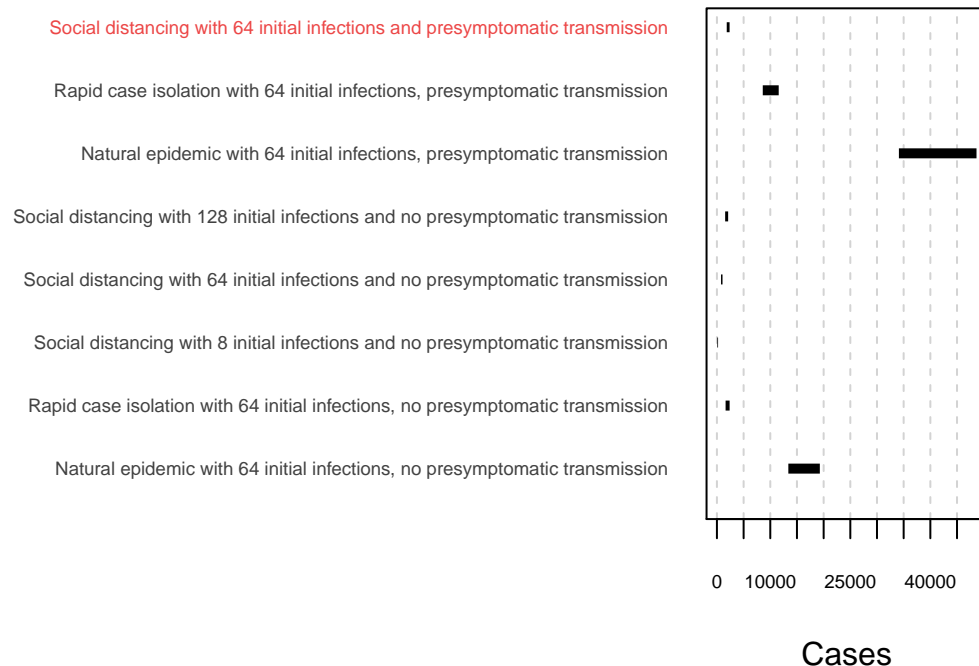 Social distancing with 64 initial infections and presymptomatic transmission
Rapid case isolation with 64 initial infections, presymptomatic transmission
Natural epidemic with 64 initial infections, presymptomatic transmission
Social distancing with 128 initial infections and no presymptomatic transmission
Social distancing with 64 initial infections and no presymptomatic transmission
Social distancing with 8 initial infections and no presymptomatic transmission
Rapid case isolation with 64 initial infections, no presymptomatic transmission
Natural epidemic with 64 initial infections, no presymptomatic transmission
0 10000 25000 40000
Cases